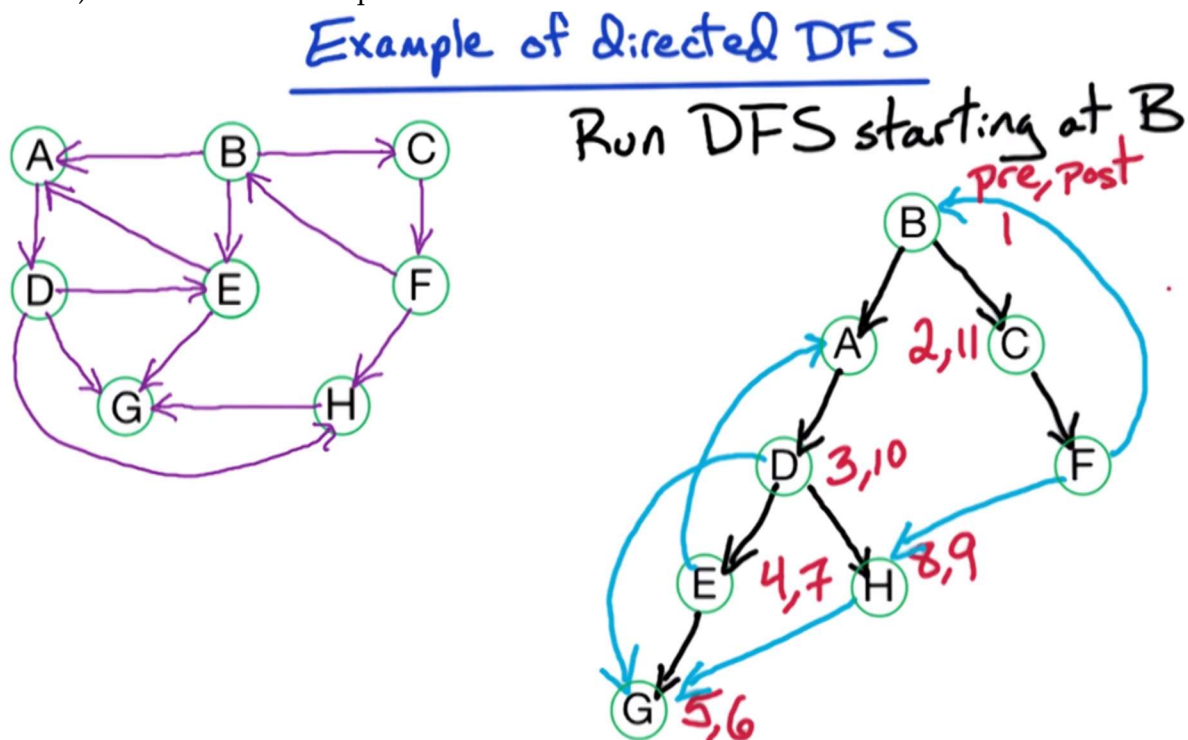 Example of directed DFS
Run DFS starting at B
pre, post
A B C
D E F
G H
B 1
A 2,11 C
D 3,10 F
E 4,7 H 8,9
G 5,6